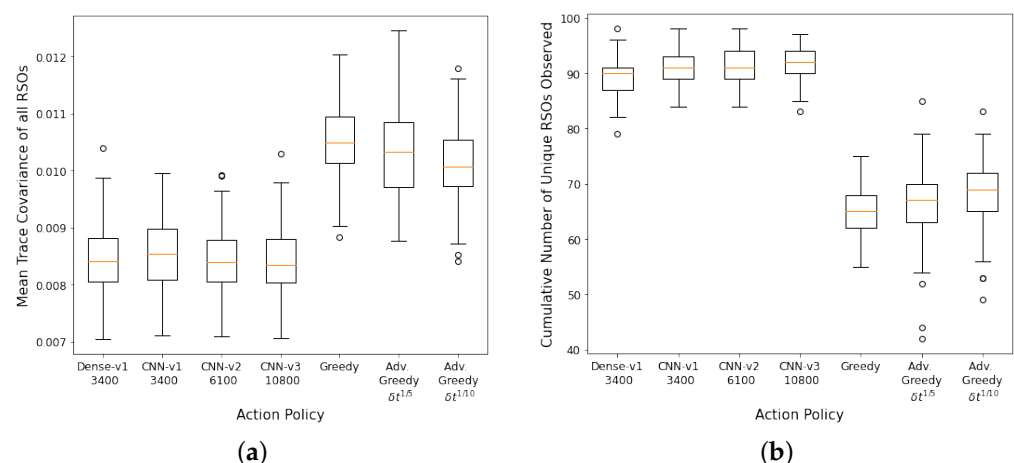 Mean Trace Covariance of all RSOs
0.012
0.011
0.010
0.009
0.008
0.007
Dense-v1 CNN-v1 CNN-v2 CNN-v3 Greedy Adv. Adv.
3400 3400 6100 10800 Greedy Greedy
δt^{1/5} δt^{1/10}
Action Policy
(a)
Cumulative Number of Unique RSOs Observed
100
90
80
70
60
50
40
Dense-v1 CNN-v1 CNN-v2 CNN-v3 Greedy Adv. Adv.
3400 3400 6100 10800 Greedy Greedy
δt^{1/5} δt^{1/10}
Action Policy
(b)